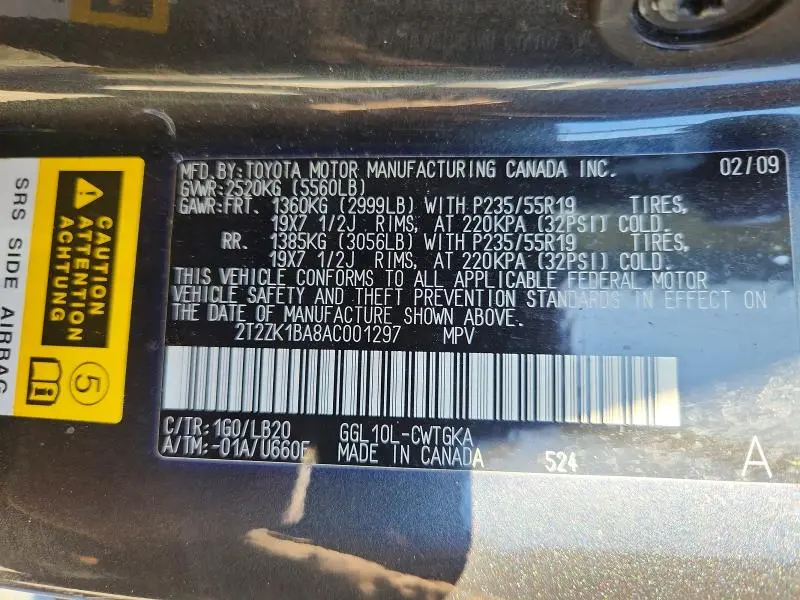 MFD.BY:TOYOTA MOTOR MANUFACTURING CANADA INC. 02/09
GVWR:2520KG (5560LB)
GAWR:FRT. 1360KG (2999LB) WITH P235/55R19 TIRES,
19X7 1/2J RIMS, AT 220KPA (32PSI) COLD.
RR. 1385KG (3056LB) WITH P235/55R19 TIRES,
19X7 1/2J RIMS, AT 220KPA (32PSI) COLD.
THIS VEHICLE CONFORMS TO ALL APPLICABLE FEDERAL MOTOR
VEHICLE SAFETY AND THEFT PREVENTION STANDARDS IN EFFECT ON
THE DATE OF MANUFACTURE SHOWN ABOVE.
2T2ZK1BA8AC001297 MPV
C/TR:1G0/LB20 GGL10L-CWTGKA
A/TM:-01A/U660E MADE IN CANADA 524 A
CAUTION
ATTENTION
ACHTUNG
5
SRS SIDE AIRBAG